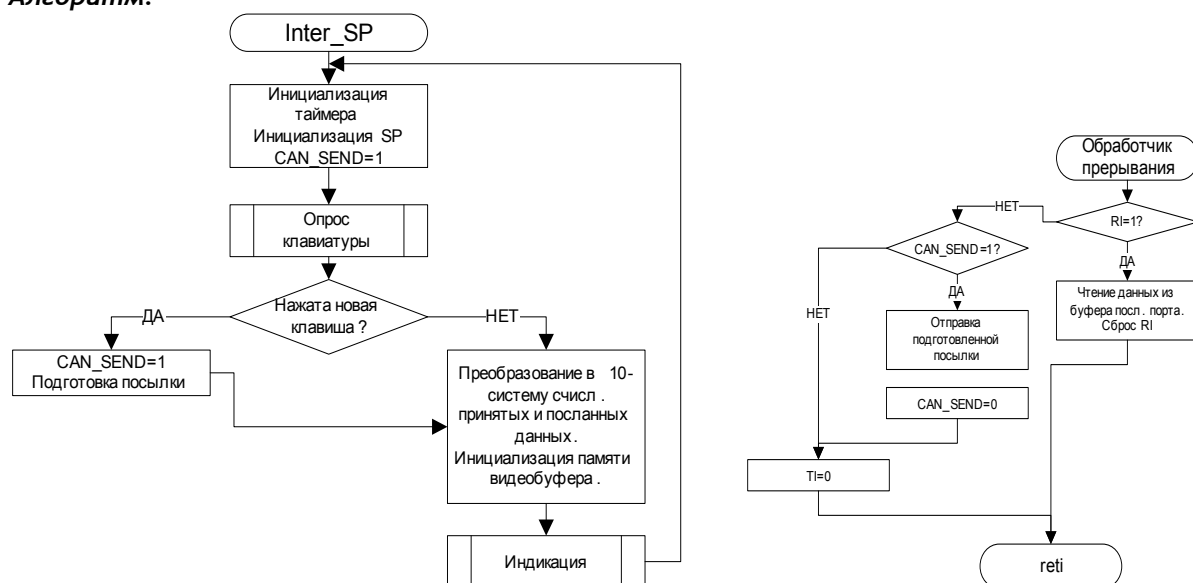 Алгоритм:
Inter_SP
Инициализация
таймера
Инициализация SP
CAN_SEND=1
Опрос
клавиатуры
Нажата новая
клавиша ?
ДА
НЕТ
CAN_SEND=1
Подготовка посылки
Преобразование в 10-
систему счисл .
принятых и посланных
данных.
Инициализация памяти
видеобуфера .
Индикация
Обработчик
прерывания
RI=1?
НЕТ
ДА
CAN_SEND=1?
ДА
НЕТ
Чтение данных из
буфера посл. порта.
Сброс RI
Отправка
подготовленной
посылки
CAN_SEND=0
TI=0
reti